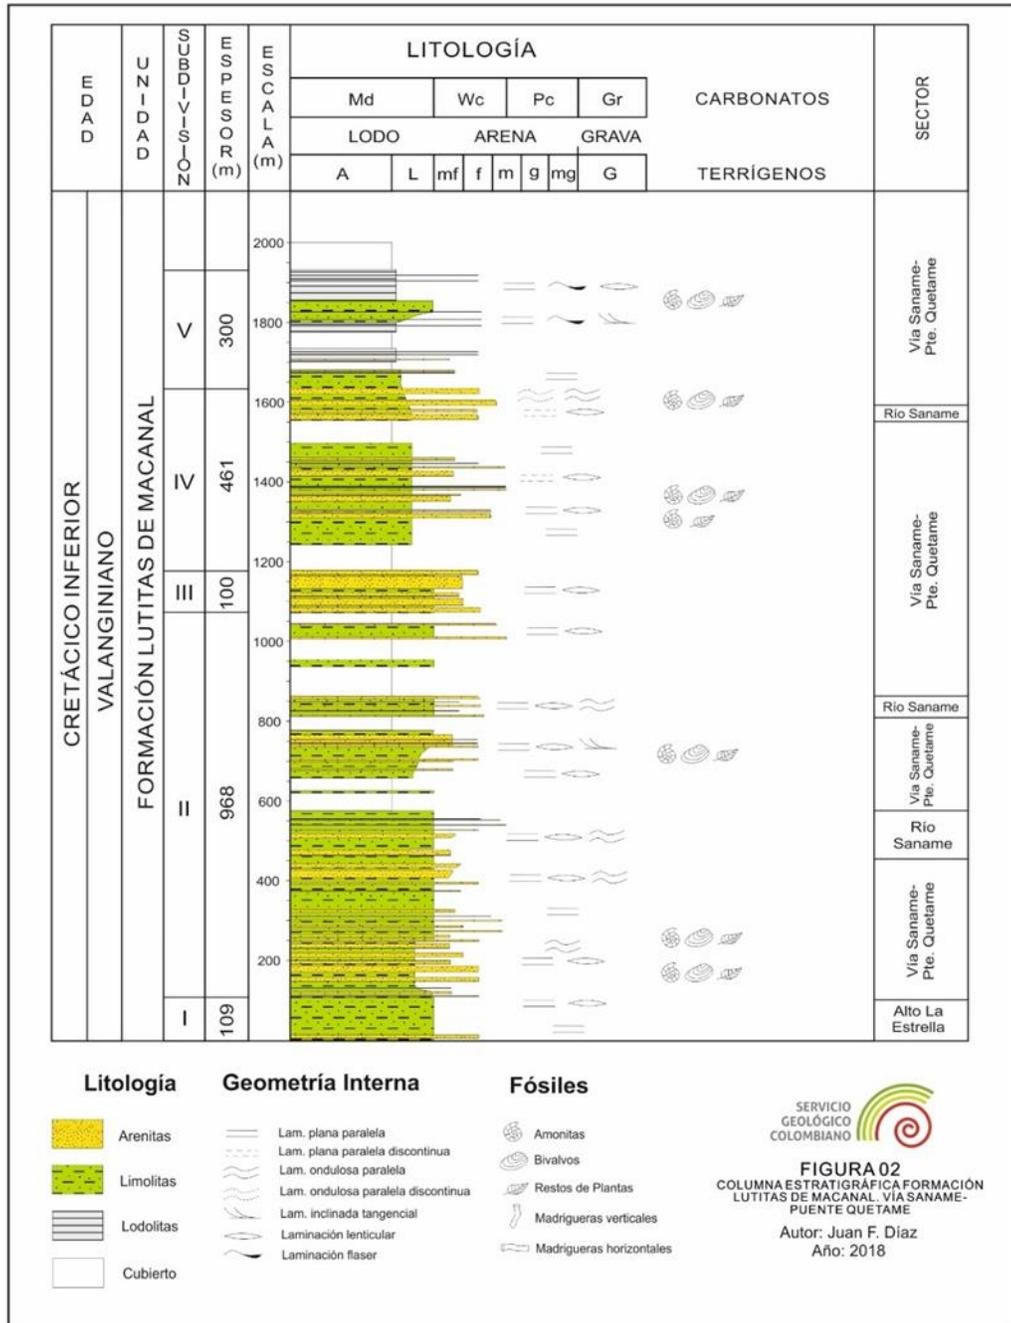 EDAD
UNIDAD
SUBDIVISIÓN
ESPESOR (m)
ESCALA (m)
LITOLOGÍA
Md Wc Pc Gr
CARBONATOS
LODO ARENA GRAVA
A L mf f m g mg G
TERRÍGENOS
SECTOR
CRETÁCICO INFERIOR
VALANGINIANO
FORMACIÓN LUTITAS DE MACANAL
V
300
IV
461
III
100
II
968
I
109
2000
1800
1600
1400
1200
1000
800
600
400
200
Vía Saname-
Pte. Quetame
Río Saname
Vía Saname-
Pte. Quetame
Río Saname
Vía Saname-
Pte. Quetame
Río
Saname
Vía Saname-
Pte. Quetame
Alto La
Estrella
Litología
Arenitas
Limolitas
Lodolitas
Cubierto
Geometría Interna
Lam. plana paralela
Lam. plana paralela discontinua
Lam. ondulosa paralela
Lam. ondulosa paralela discontinua
Lam. inclinada tangencial
Laminación lenticular
Laminación flaser
Fósiles
Amonitas
Bivalvos
Restos de Plantas
Madrigueras verticales
Madrigueras horizontales
SERVICIO
GEOLÓGICO
COLOMBIANO
FIGURA 02
COLUMNA ESTRATIGRÁFICA FORMACIÓN
LUTITAS DE MACANAL. VÍA SANAME-
PUENTE QUETAME
Autor: Juan F. Díaz
Año: 2018